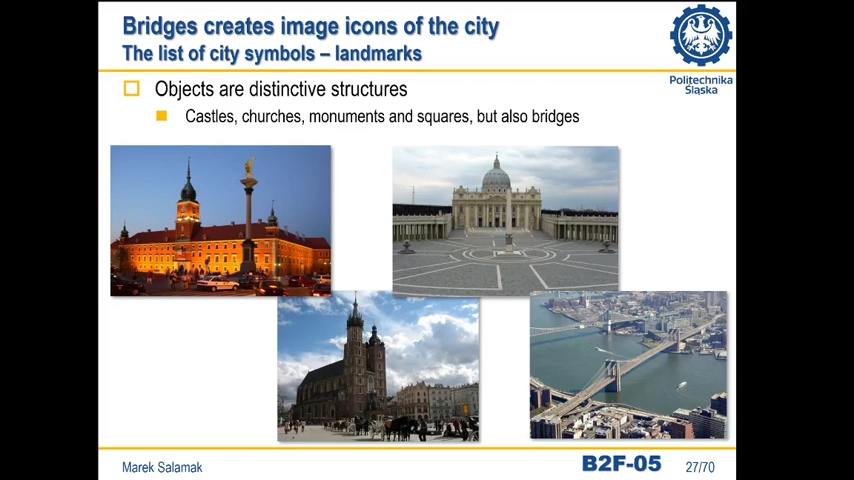 Bridges creates image icons of the city
The list of city symbols – landmarks
Politechnika
Śląska
Objects are distinctive structures
Castles, churches, monuments and squares, but also bridges
Marek Salamak
B2F-05
27/70